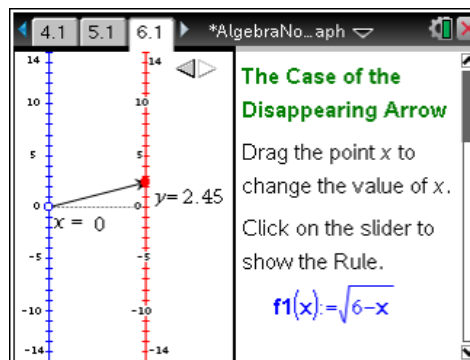 4.1 5.1 6.1 *AlgebraNo…aph
14 14
10 10
5 5
0 0
x = 0 y=2.45
-5 -5
-10 -10
-14 -14
The Case of the
Disappearing Arrow
Drag the point x to
change the value of x.
Click on the slider to
show the Rule.
f1(x):=√6-x